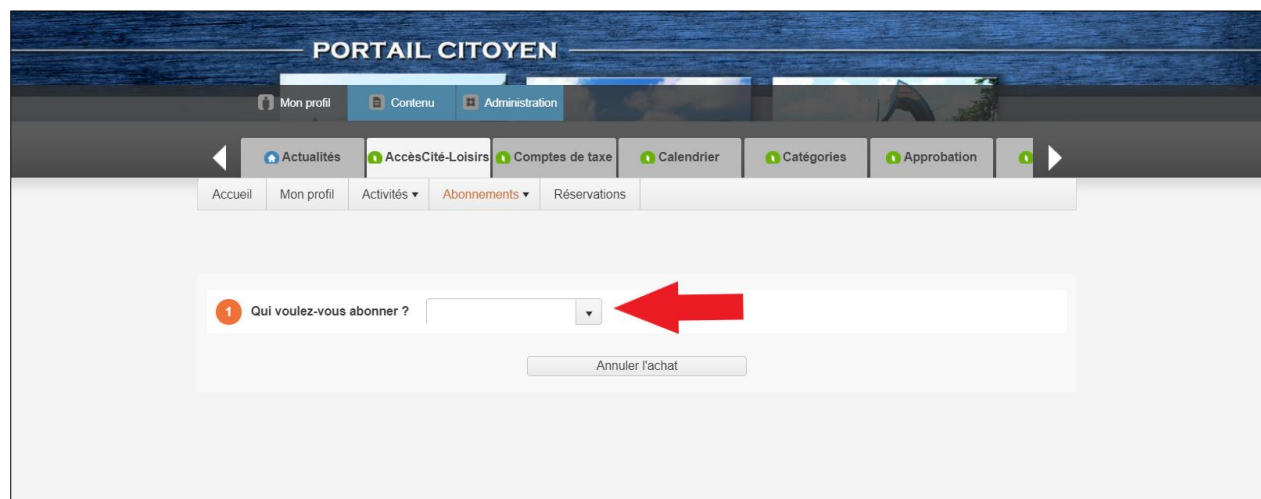 PORTAIL CITOYEN
Mon profil Contenu Administration
Actualités AccèsCité-Loisirs Comptes de taxe Calendrier Catégories Approbation
Accueil Mon profil Activités Abonnements Réservations
1 Qui voulez-vous abonner ?
Annuler l'achat